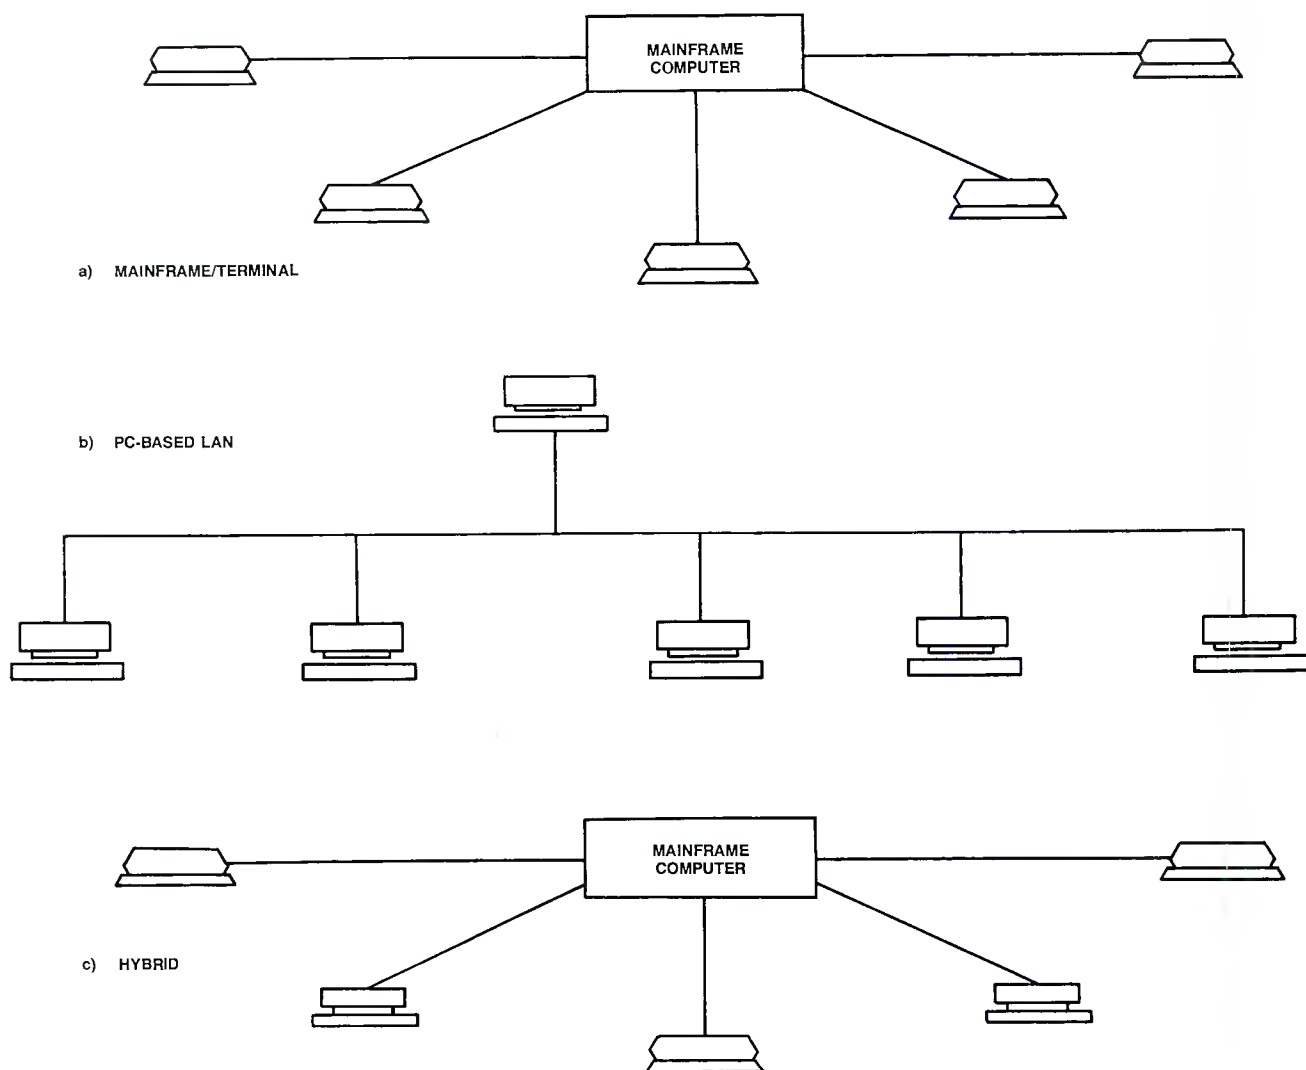 MAINFRAME
COMPUTER
a) MAINFRAME/TERMINAL
b) PC-BASED LAN
MAINFRAME
COMPUTER
c) HYBRID